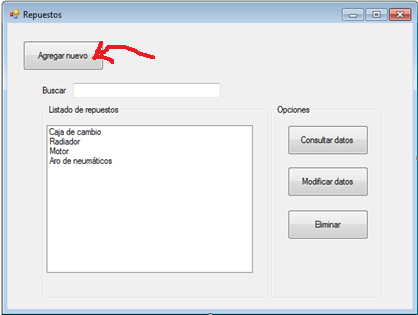 Repuestos
Agregar nuevo
Buscar
Listado de repuestos
Caja de cambio
Radiador
Motor
Aro de neumáticos
Opciones
Consultar datos
Modificar datos
Eliminar